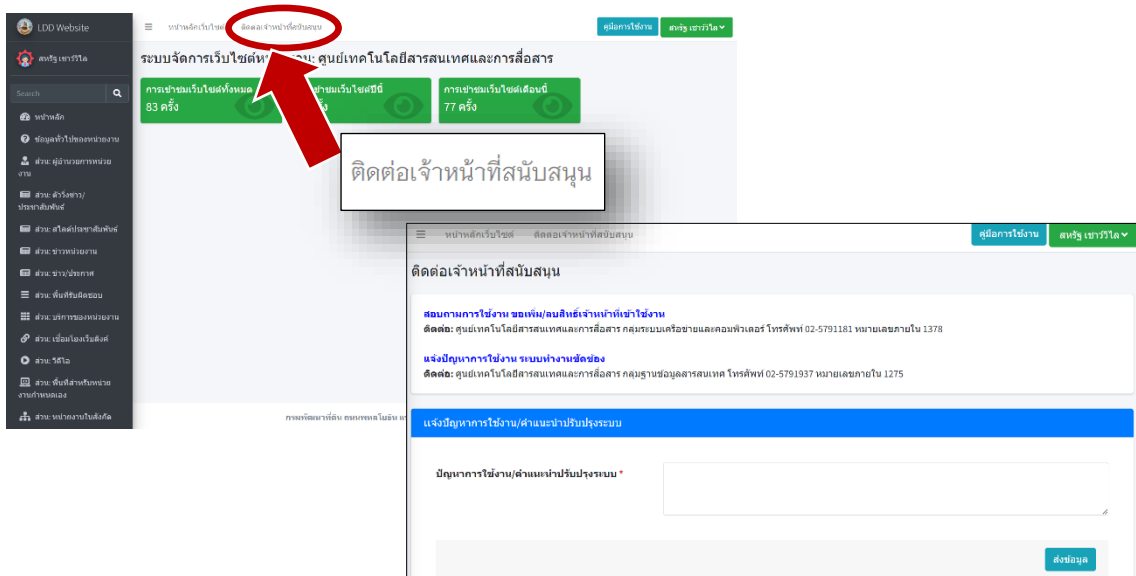 LDD Website
หน้าหลักเว็บไซต์ ติดต่อเจ้าหน้าที่สนับสนุน
คู่มือการใช้งาน
สหรัฐ เชาว์วิไล
สหรัฐ เชาว์วิไล
Search
หน้าหลัก
ข้อมูลทั่วไปของหน่วยงาน
ส่วน: ผู้อำนวยการหน่วย
งาน
ส่วน: ตัววิ่งข่าว/
ประชาสัมพันธ์
ส่วน: สไลด์ประชาสัมพันธ์
ส่วน: ข่าวหน่วยงาน
ส่วน: ข่าว/ประกาศ
ส่วน: พื้นที่รับผิดชอบ
ส่วน: บริการของหน่วยงาน
ส่วน: เชื่อมโยงเว็บลิงค์
ส่วน: วิดีโอ
ส่วน: พื้นที่สำหรับหน่วย
งานกำหนดเอง
ส่วน: หน่วยงานในสังกัด
ระบบจัดการเว็บไซต์ ศูนย์เทคโนโลยีสารสนเทศและการสื่อสาร
การเข้าชมเว็บไซต์ทั้งหมด
83 ครั้ง
เว็บไซต์ปีนี้
การเข้าชมเว็บไซต์เดือนนี้
77 ครั้ง
ติดต่อเจ้าหน้าที่สนับสนุน
กรมพัฒนาที่ดิน ถนนพหลโยธิน
หน้าหลักเว็บไซต์ ติดต่อเจ้าหน้าที่สนับสนุน
คู่มือการใช้งาน
สหรัฐ เชาว์วิไล
ติดต่อเจ้าหน้าที่สนับสนุน
สอบถามการใช้งาน ขอเพิ่ม/ลบสิทธิ์เจ้าหน้าที่เข้าใช้งาน
ติดต่อ: ศูนย์เทคโนโลยีสารสนเทศและการสื่อสาร กลุ่มระบบเครือข่ายและคอมพิวเตอร์ โทรศัพท์ 02-5791181 หมายเลขภายใน 1378
แจ้งปัญหาการใช้งาน ระบบทำงานขัดข้อง
ติดต่อ: ศูนย์เทคโนโลยีสารสนเทศและการสื่อสาร กลุ่มฐานข้อมูลสารสนเทศ โทรศัพท์ 02-5791937 หมายเลขภายใน 1275
แจ้งปัญหาการใช้งาน/คำแนะนำปรับปรุงระบบ
ปัญหาการใช้งาน/คำแนะนำปรับปรุงระบบ *
ส่งข้อมูล